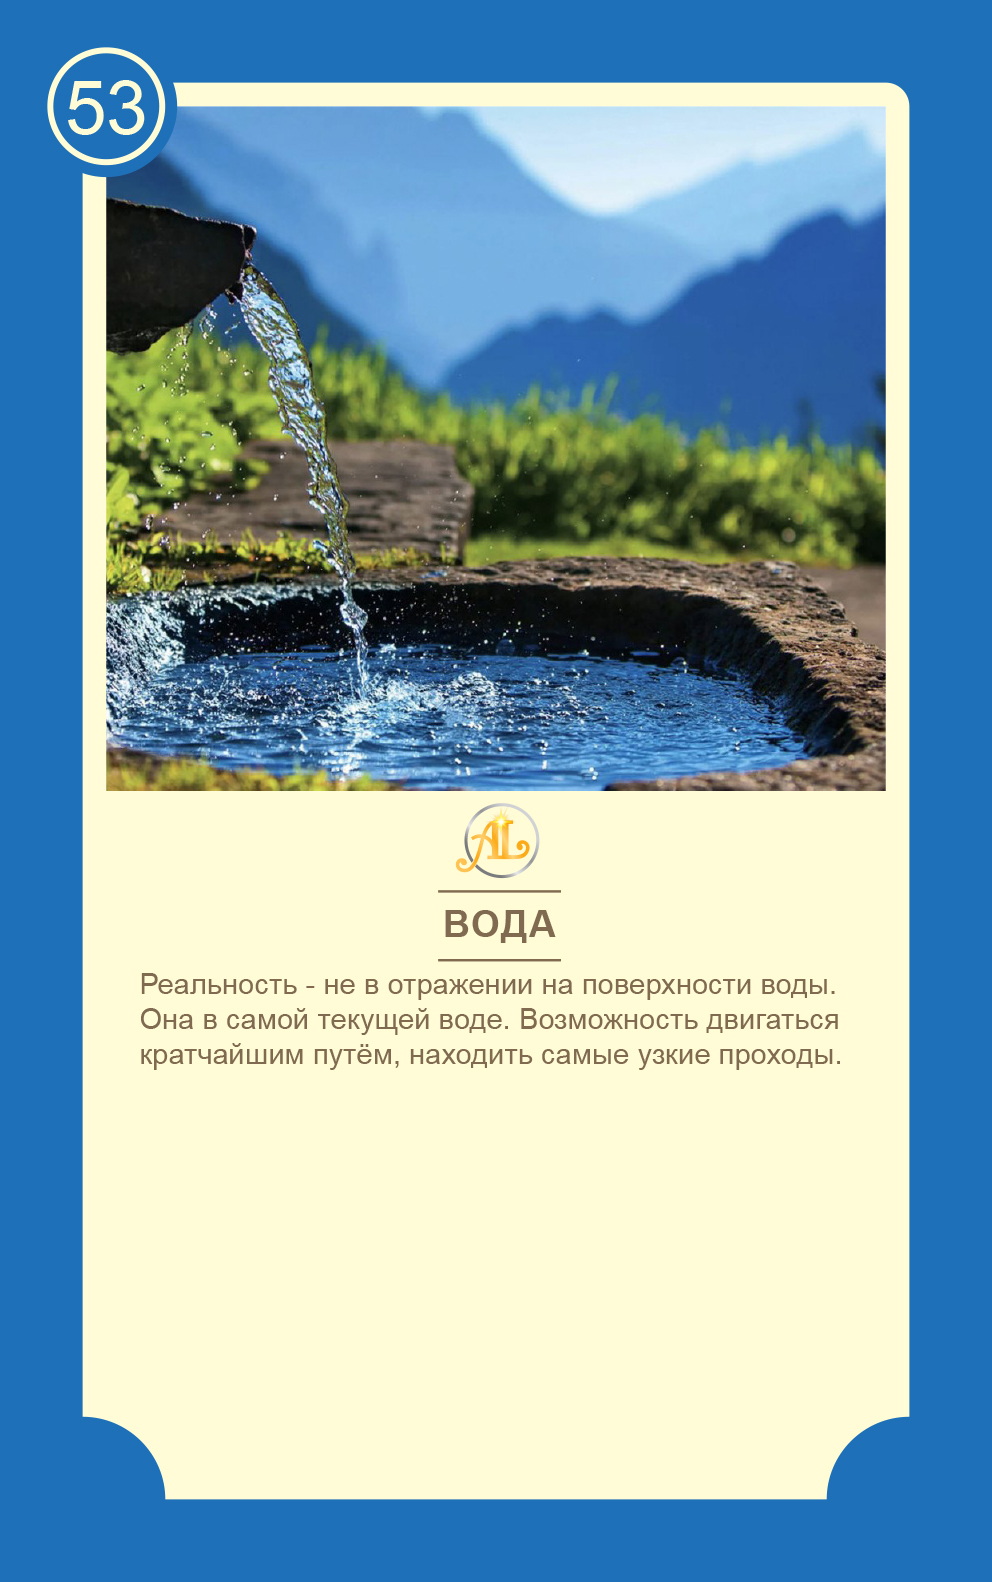 53
AL
ВОДА
Реальность - не в отражении на поверхности воды.
Она в самой текущей воде. Возможность двигаться
кратчайшим путём, находить самые узкие проходы.